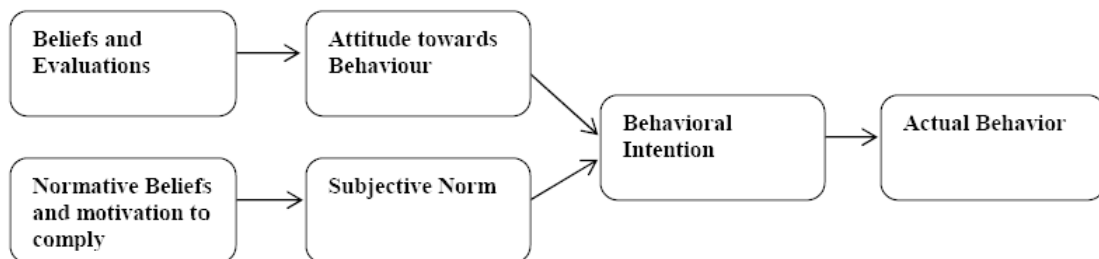 Beliefs and
Evaluations
Attitude towards
Behaviour
Behavioral
Intention
Actual Behavior
Normative Beliefs
and motivation to
comply
Subjective Norm